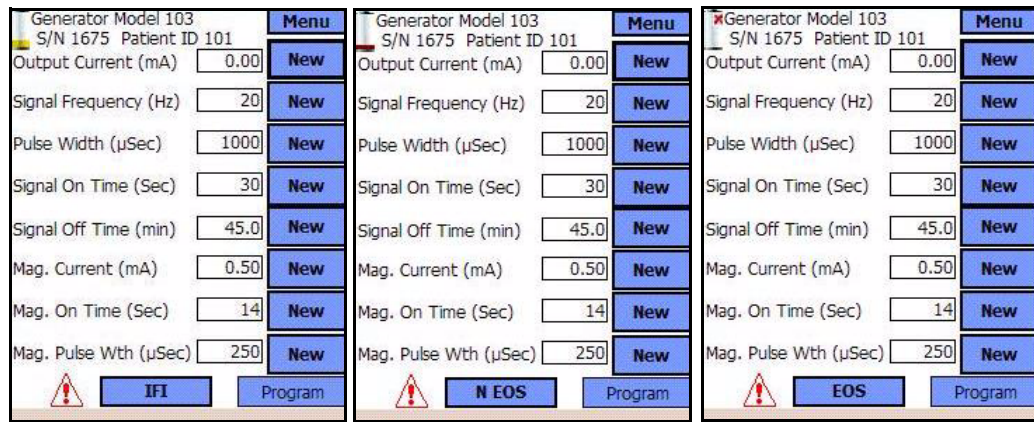 Generator Model 103 Menu
S/N 1675 Patient ID 101
Output Current (mA) 0.00 New
Signal Frequency (Hz) 20 New
Pulse Width (µSec) 1000 New
Signal On Time (Sec) 30 New
Signal Off Time (min) 45.0 New
Mag. Current (mA) 0.50 New
Mag. On Time (Sec) 14 New
Mag. Pulse Wth (µSec) 250 New
IFI Program
Generator Model 103 Menu
S/N 1675 Patient ID 101
Output Current (mA) 0.00 New
Signal Frequency (Hz) 20 New
Pulse Width (µSec) 1000 New
Signal On Time (Sec) 30 New
Signal Off Time (min) 45.0 New
Mag. Current (mA) 0.50 New
Mag. On Time (Sec) 14 New
Mag. Pulse Wth (µSec) 250 New
N EOS Program
Generator Model 103 Menu
S/N 1675 Patient ID 101
Output Current (mA) 0.00 New
Signal Frequency (Hz) 20 New
Pulse Width (µSec) 1000 New
Signal On Time (Sec) 30 New
Signal Off Time (min) 45.0 New
Mag. Current (mA) 0.50 New
Mag. On Time (Sec) 14 New
Mag. Pulse Wth (µSec) 250 New
EOS Program